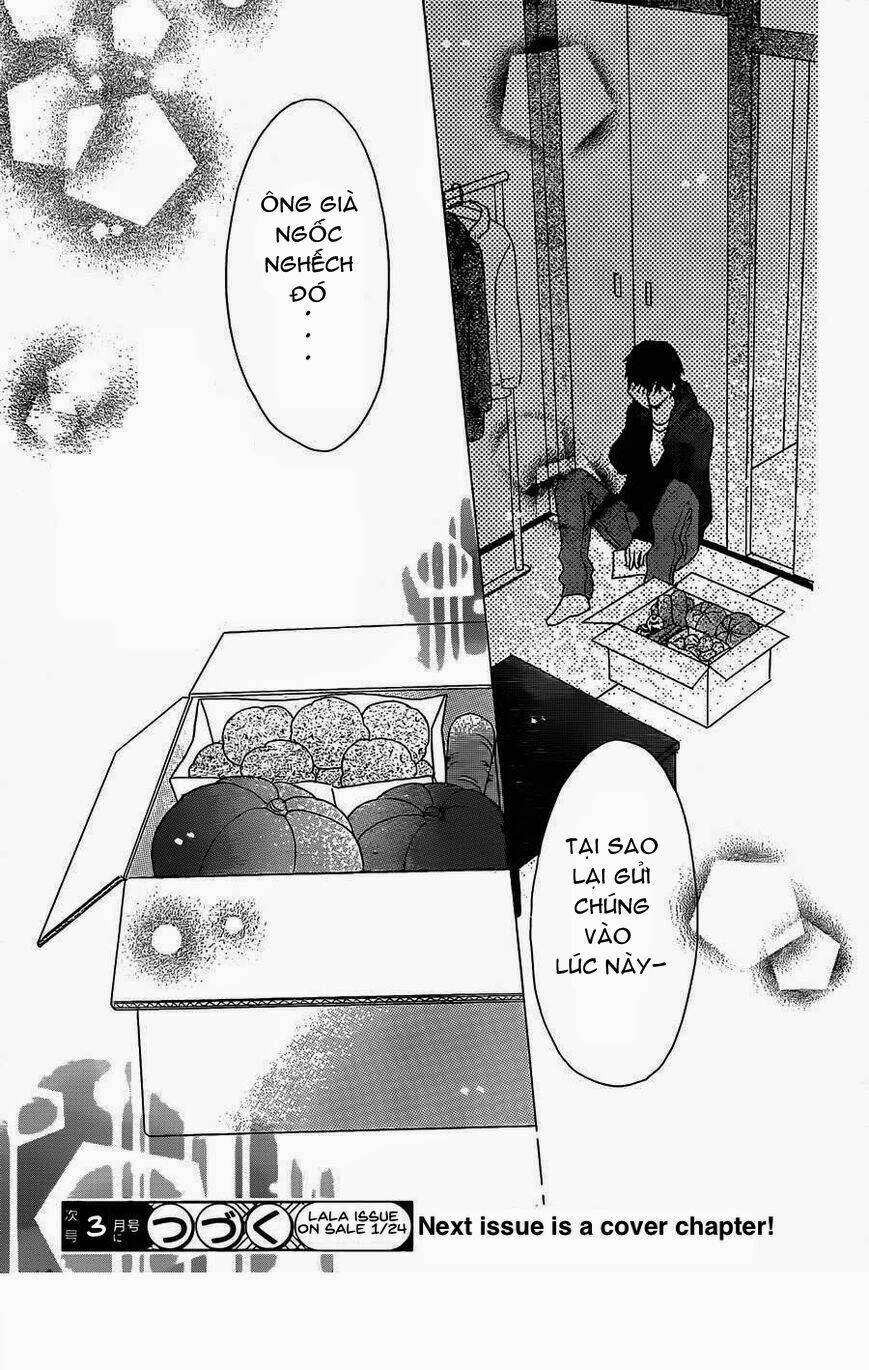 ÔNG GIÀ
NGỐC
NGHẾCH
ĐÓ
...
TẠI SAO
LẠI GỬI
CHÚNG
VÀO
LÚC NÀY-
次号 3月号に つづく
LALA ISSUE
ON SALE 1/24
Next issue is a cover chapter!